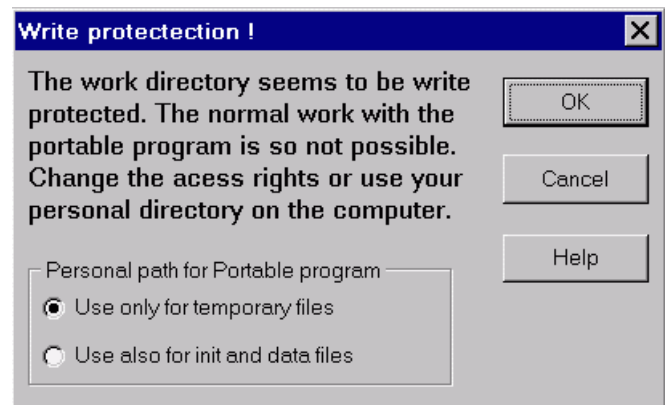 Write protectection !
The work directory seems to be write
protected. The normal work with the
portable program is so not possible.
Change the acess rights or use your
personal directory on the computer.
OK
Cancel
Help
Personal path for Portable program
Use only for temporary files
Use also for init and data files